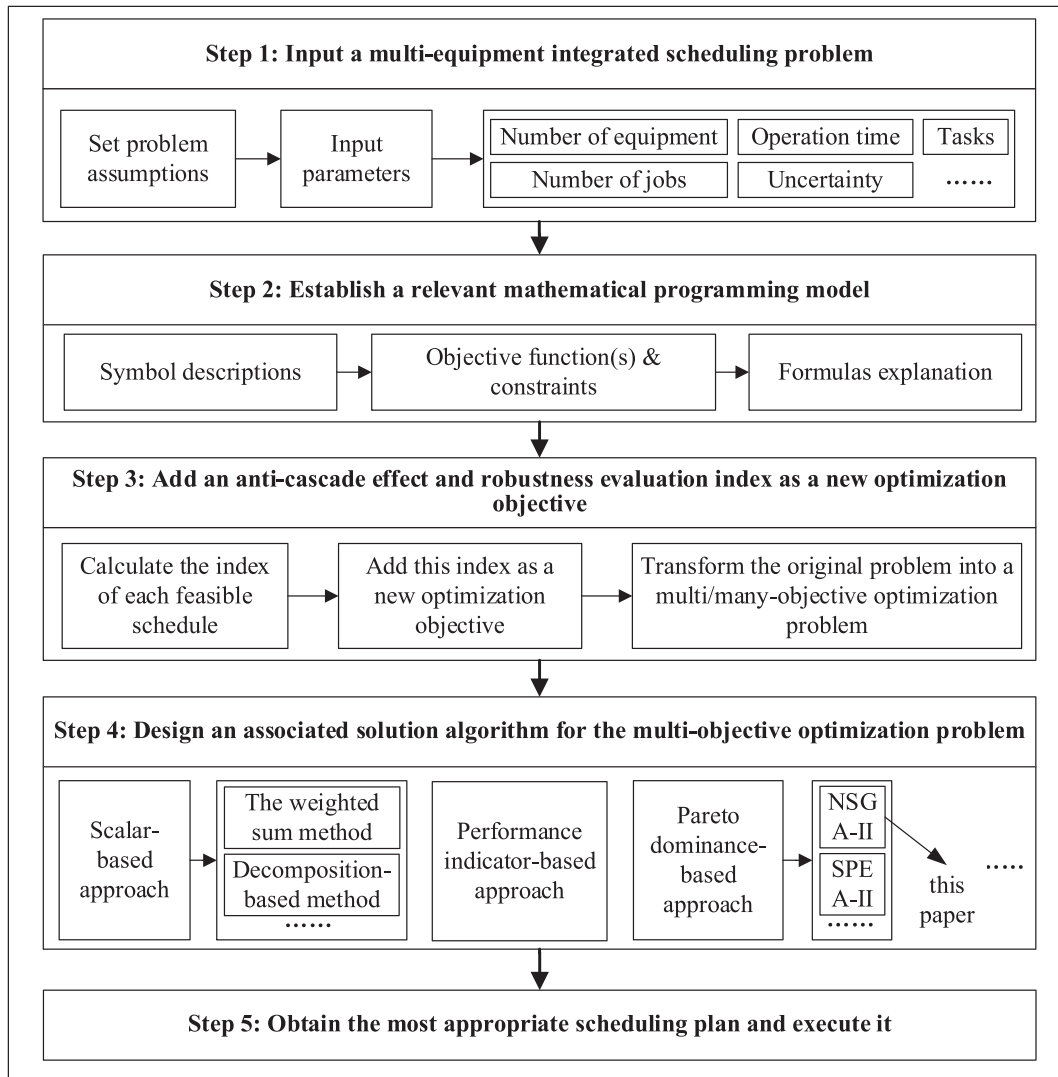 Step 1: Input a multi-equipment integrated scheduling problem
Set problem
assumptions
Input
parameters
Number of equipment
Operation time
Tasks
Number of jobs
Uncertainty
……
Step 2: Establish a relevant mathematical programming model
Symbol descriptions
Objective function(s) &
constraints
Formulas explanation
Step 3: Add an anti-cascade effect and robustness evaluation index as a new optimization
objective
Calculate the index
of each feasible
schedule
Add this index as a
new optimization
objective
Transform the original problem into a
multi/many-objective optimization
problem
Step 4: Design an associated solution algorithm for the multi-objective optimization problem
Scalar-
based
approach
The weighted
sum method
Decomposition-
based method
……
Performance
indicator-based
approach
Pareto
dominance-
based
approach
NSG
A-II
SPE
A-II
……
this
paper
…..
Step 5: Obtain the most appropriate scheduling plan and execute it